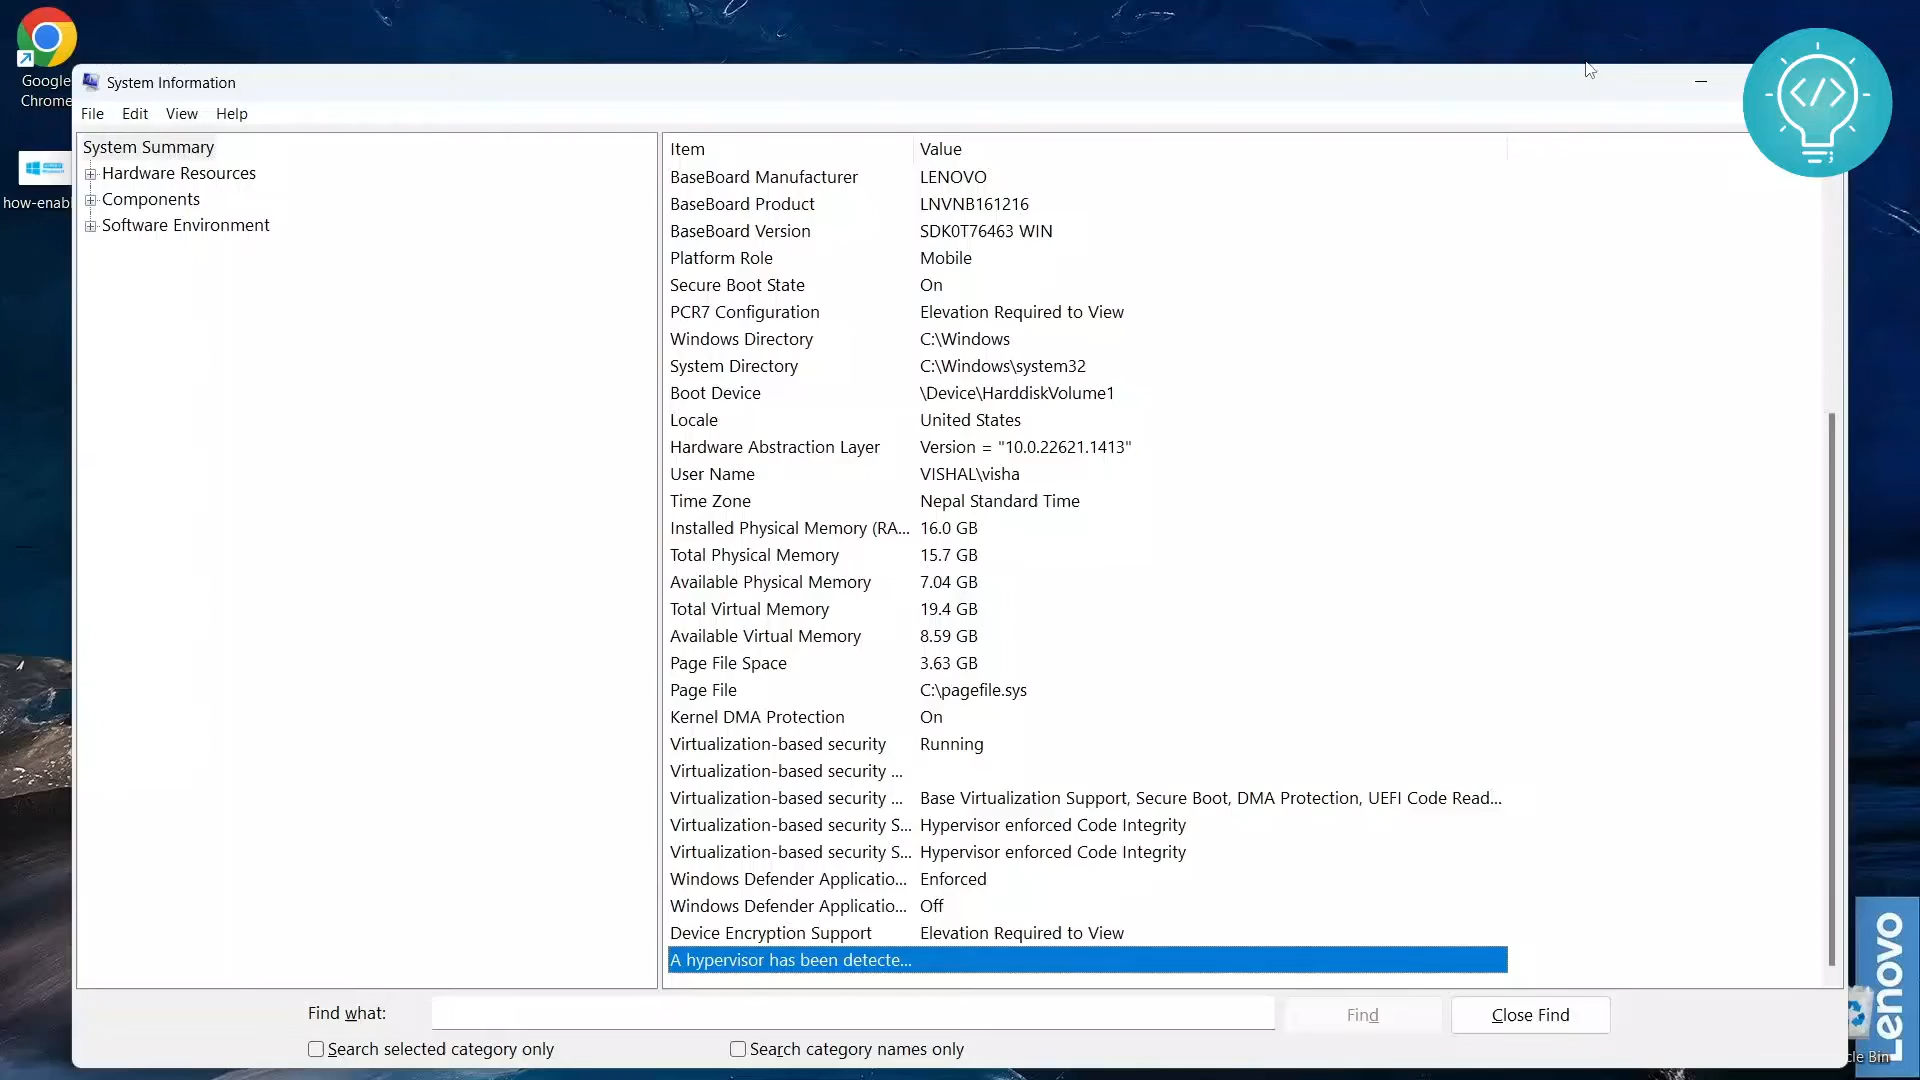 Google
Chrome
how-enabl
System Information
File Edit View Help
System Summary
Hardware Resources
Components
Software Environment
Item Value
BaseBoard Manufacturer LENOVO
BaseBoard Product LNVNB161216
BaseBoard Version SDK0T76463 WIN
Platform Role Mobile
Secure Boot State On
PCR7 Configuration Elevation Required to View
Windows Directory C:\Windows
System Directory C:\Windows\system32
Boot Device \Device\HarddiskVolume1
Locale United States
Hardware Abstraction Layer Version = "10.0.22621.1413"
User Name VISHAL\visha
Time Zone Nepal Standard Time
Installed Physical Memory (RA... 16.0 GB
Total Physical Memory 15.7 GB
Available Physical Memory 7.04 GB
Total Virtual Memory 19.4 GB
Available Virtual Memory 8.59 GB
Page File Space 3.63 GB
Page File C:\pagefile.sys
Kernel DMA Protection On
Virtualization-based security Running
Virtualization-based security ...
Virtualization-based security ... Base Virtualization Support, Secure Boot, DMA Protection, UEFI Code Read...
Virtualization-based security S... Hypervisor enforced Code Integrity
Virtualization-based security S... Hypervisor enforced Code Integrity
Windows Defender Applicatio... Enforced
Windows Defender Applicatio... Off
Device Encryption Support Elevation Required to View
A hypervisor has been detecte...
Find what: Find Close Find
Search selected category only Search category names only
</>
Lenovo
cle Bin